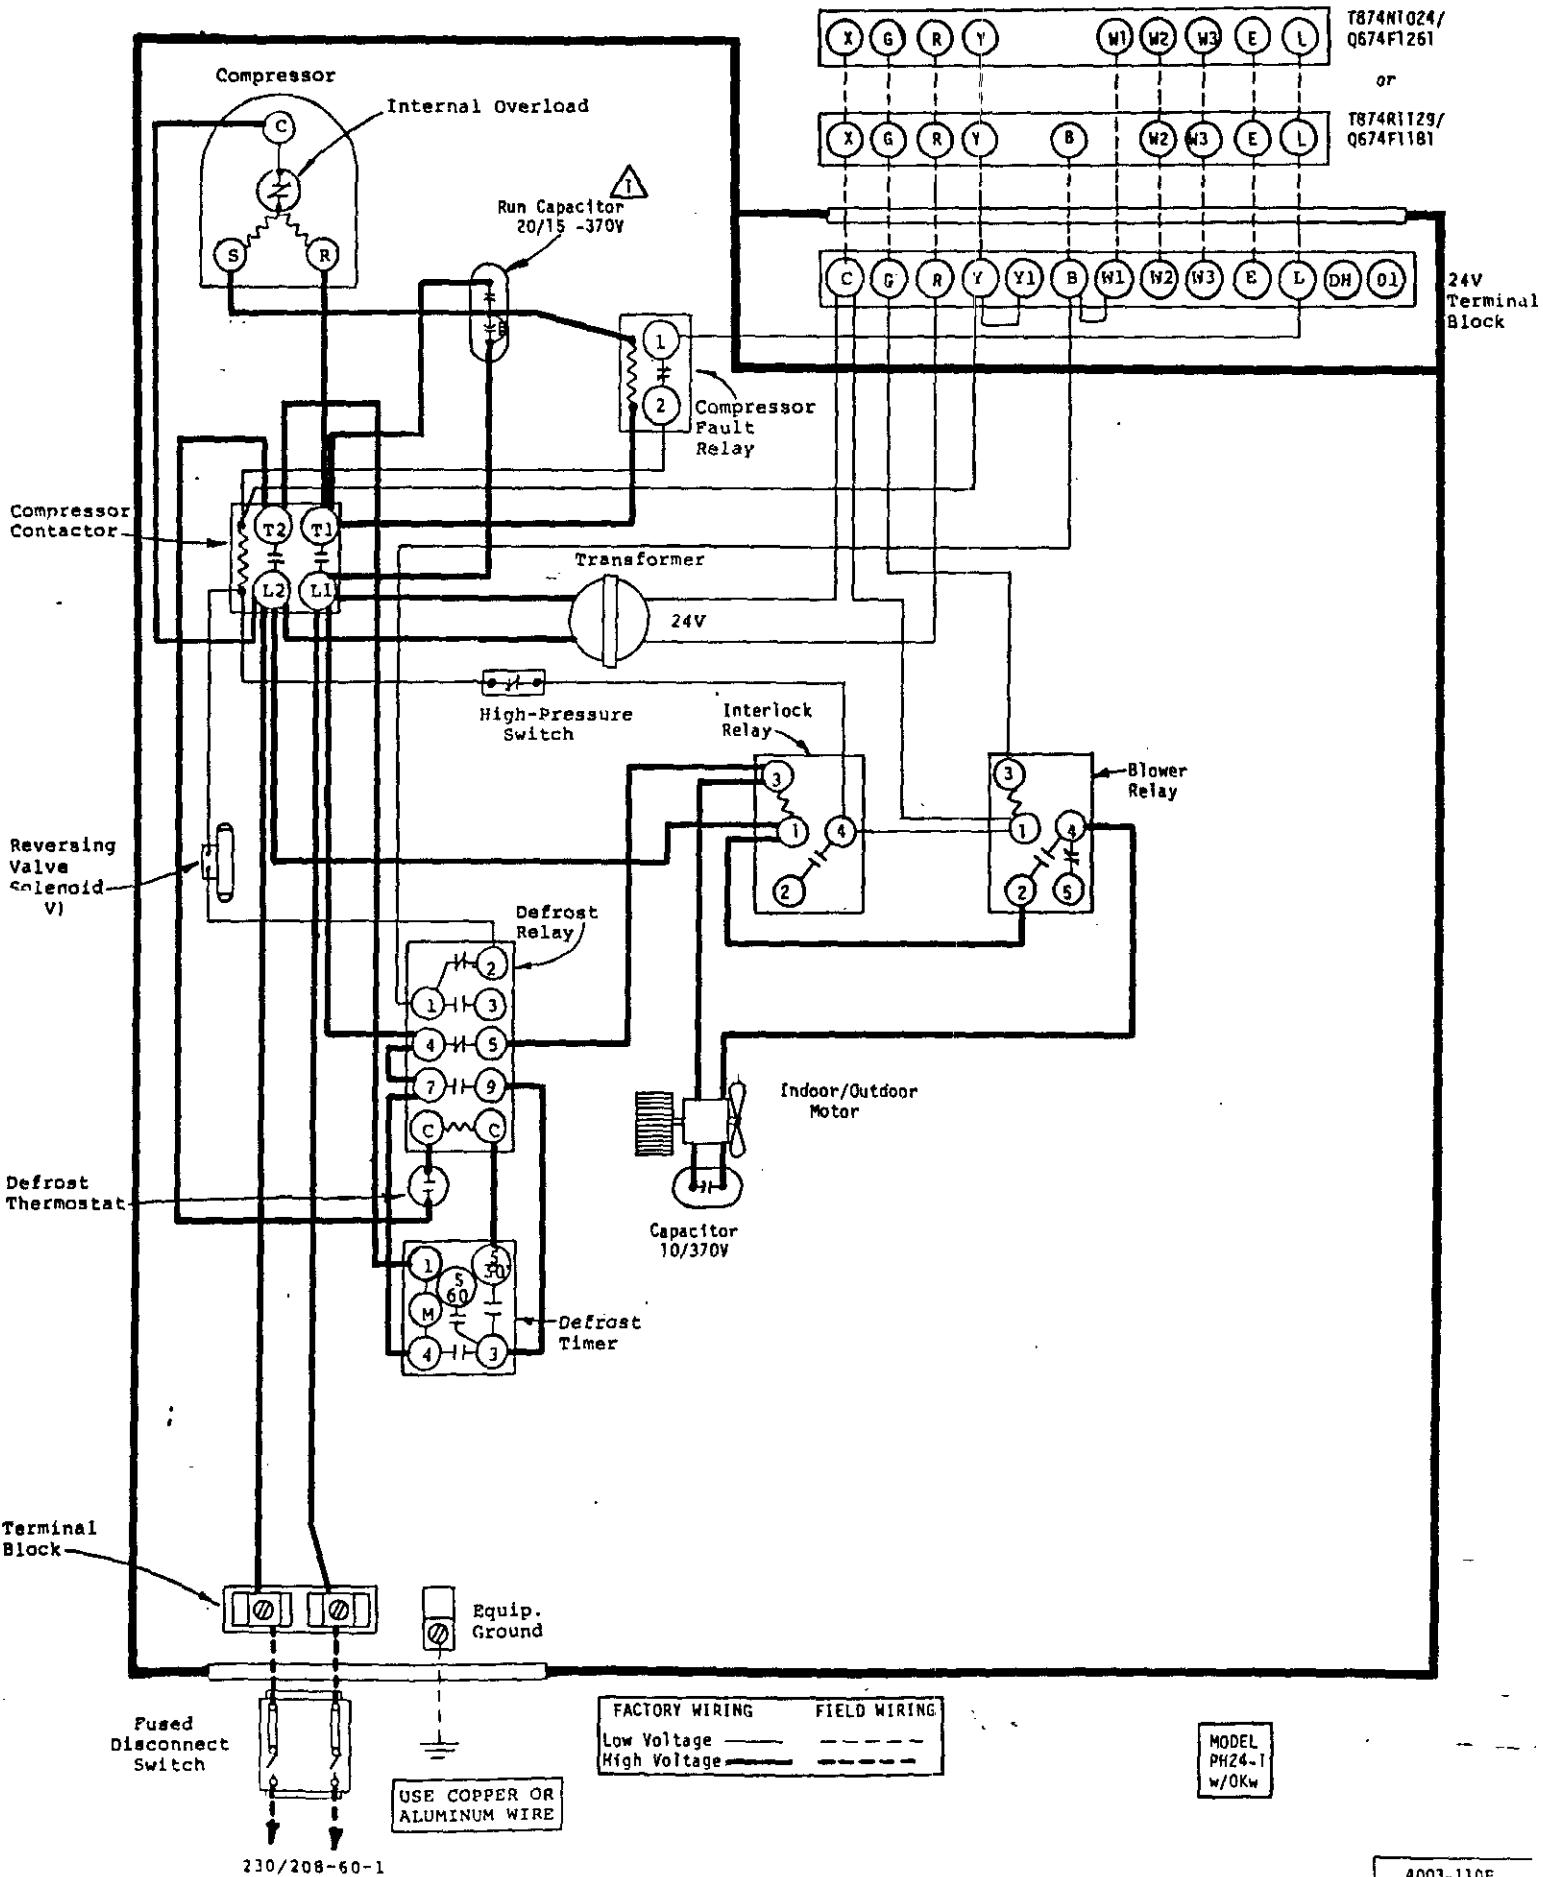 X G R Y W1 W2 W3 E L
T874N1024/
Q674F1261
or
X G R Y B W2 W3 E L
T874R1129/
Q674F1181
C G R Y Y1 B W1 W2 W3 E L DH O1
24V
Terminal
Block
Compressor
Internal Overload
C
S R
1
Run Capacitor
20/15 -370V
1
2
Compressor
Fault
Relay
Compressor
Contactor
T2 T1
L2 L1
Transformer
24V
High-Pressure
Switch
Interlock
Relay
3
1 4
2
Blower
Relay
3
1 4
2 5
Reversing
Valve
Solenoid
V)
Defrost
Relay
2
1 3
4 5
7 9
C C
Indoor/Outdoor
Motor
Capacitor
10/370V
Defrost
Thermostat
1 S 30
S 60
M
4 3
Defrost
Timer
Terminal
Block
Equip.
Ground
Fused
Disconnect
Switch
230/208-60-1
USE COPPER OR
ALUMINUM WIRE
FACTORY WIRING FIELD WIRING
Low Voltage
High Voltage
MODEL
PH24-1
w/0Kw